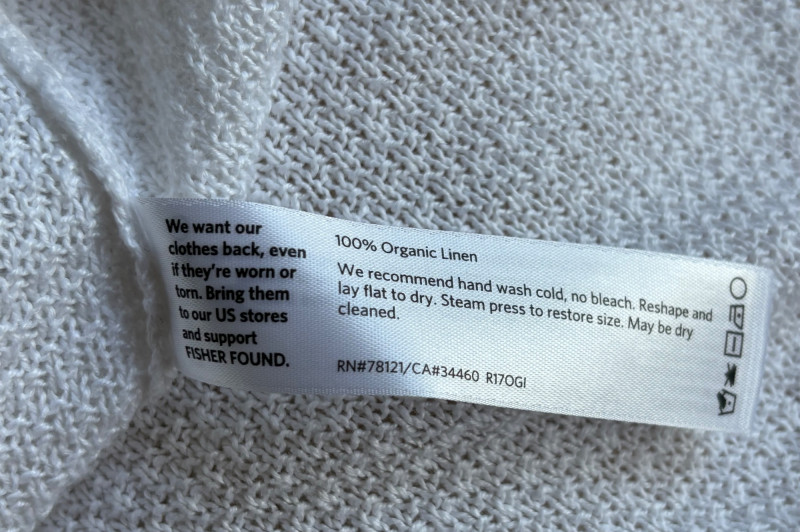 We want our
clothes back, even
if they're worn or
torn. Bring them
to our US stores
and support
FISHER FOUND.
100% Organic Linen
We recommend hand wash cold, no bleach. Reshape and
lay flat to dry. Steam press to restore size. May be dry
cleaned.
RN#78121/CA#34460 R17OGI